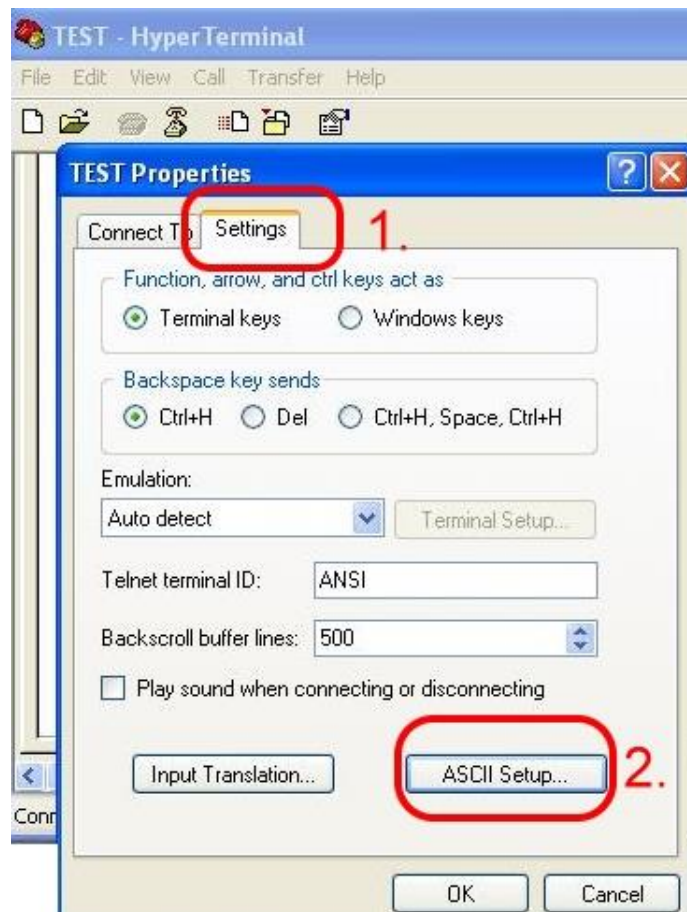 TEST - HyperTerminal
File Edit View Call Transfer Help
TEST Properties
Connect To Settings 1.
Function, arrow, and ctrl keys act as
Terminal keys Windows keys
Backspace key sends
Ctrl+H Del Ctrl+H, Space, Ctrl+H
Emulation:
Auto detect Terminal Setup...
Telnet terminal ID: ANSI
Backscroll buffer lines: 500
Play sound when connecting or disconnecting
Input Translation... ASCII Setup... 2.
Conr
OK Cancel